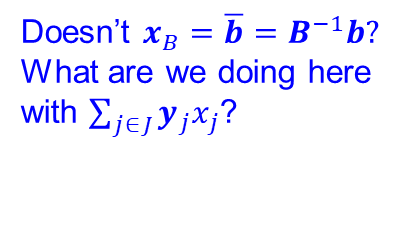 Doesn't 𝒙_B = b̄ = B⁻¹b?
What are we doing here
with ∑_{j∈J} 𝒚_j x_j?